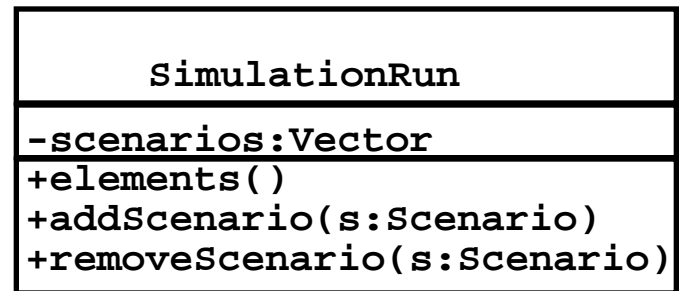 SimulationRun
-scenarios:Vector
+elements()
+addScenario(s:Scenario)
+removeScenario(s:Scenario)